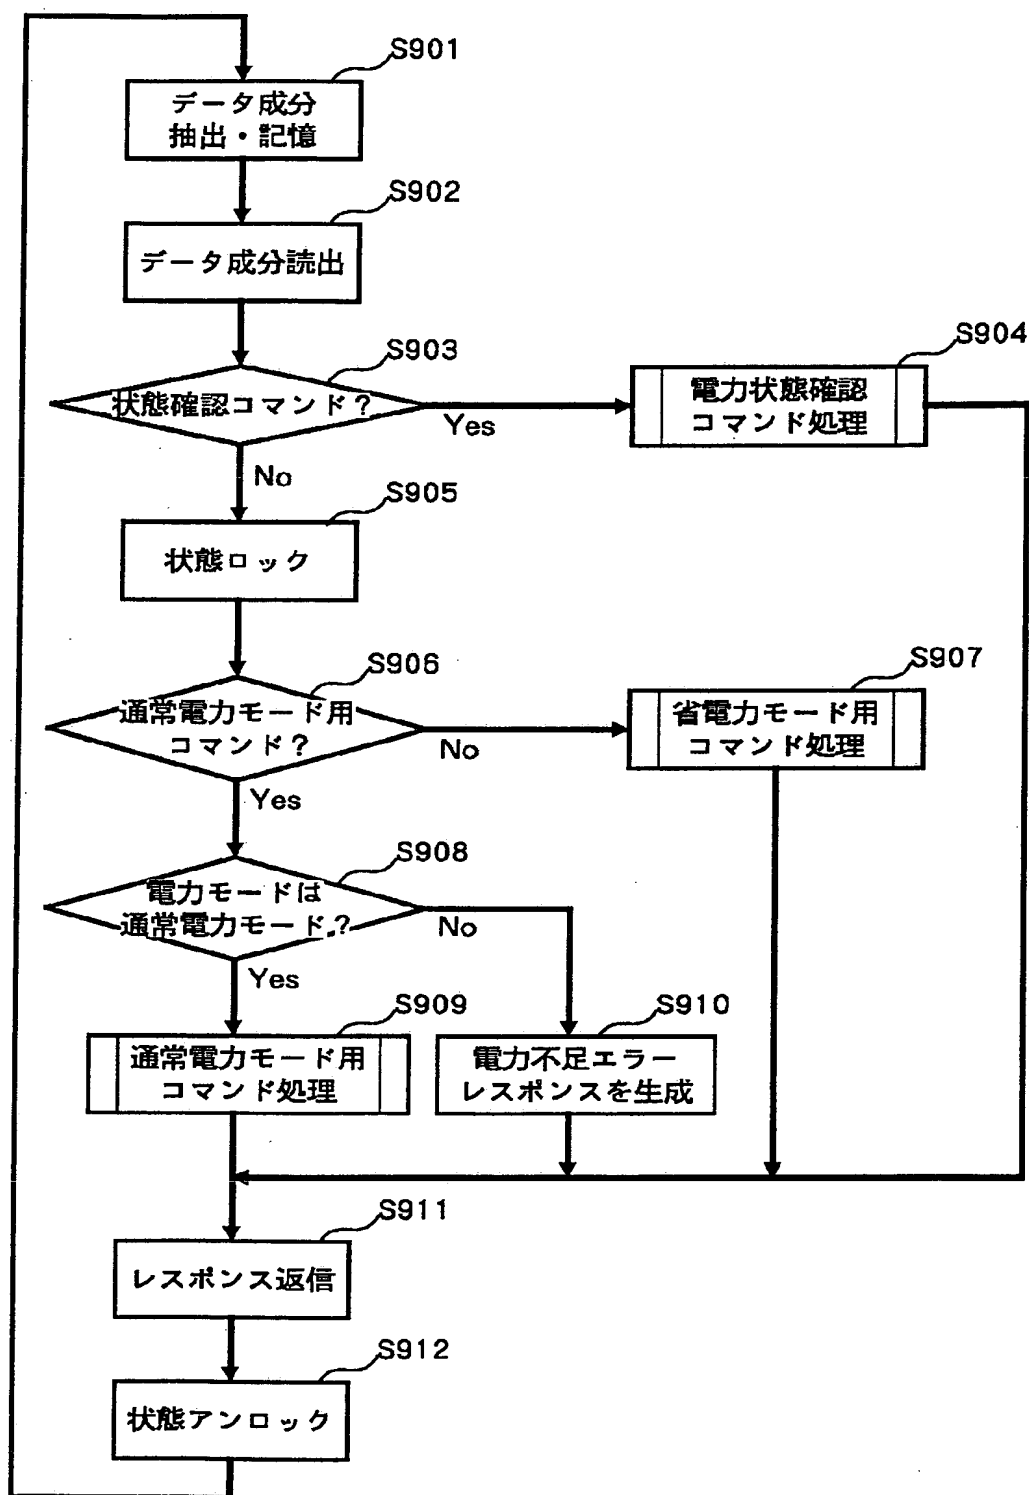 S901
データ成分
抽出・記憶
S902
データ成分読出
S903
状態確認コマンド?
Yes
No
S904
電力状態確認
コマンド処理
S905
状態ロック
S906
通常電力モード用
コマンド?
No
Yes
S907
省電力モード用
コマンド処理
S908
電力モードは
通常電力モード?
No
Yes
S909
通常電力モード用
コマンド処理
S910
電力不足エラー
レスポンスを生成
S911
レスポンス返信
S912
状態アンロック